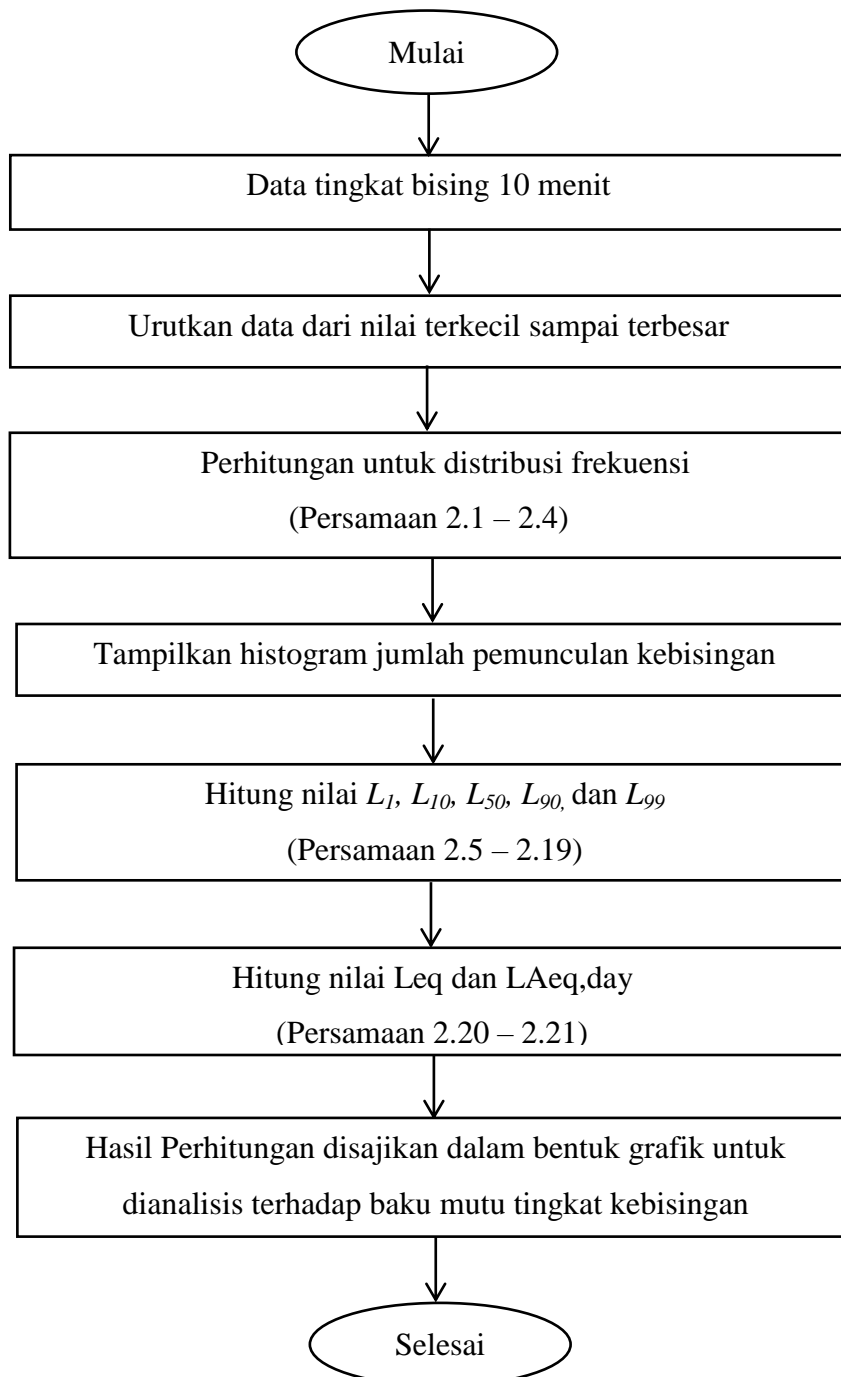 Mulai
Data tingkat bising 10 menit
Urutkan data dari nilai terkecil sampai terbesar
Perhitungan untuk distribusi frekuensi
(Persamaan 2.1 – 2.4)
Tampilkan histogram jumlah pemunculan kebisingan
Hitung nilai L1, L10, L50, L90, dan L99
(Persamaan 2.5 – 2.19)
Hitung nilai Leq dan LAeq,day
(Persamaan 2.20 – 2.21)
Hasil Perhitungan disajikan dalam bentuk grafik untuk
dianalisis terhadap baku mutu tingkat kebisingan
Selesai